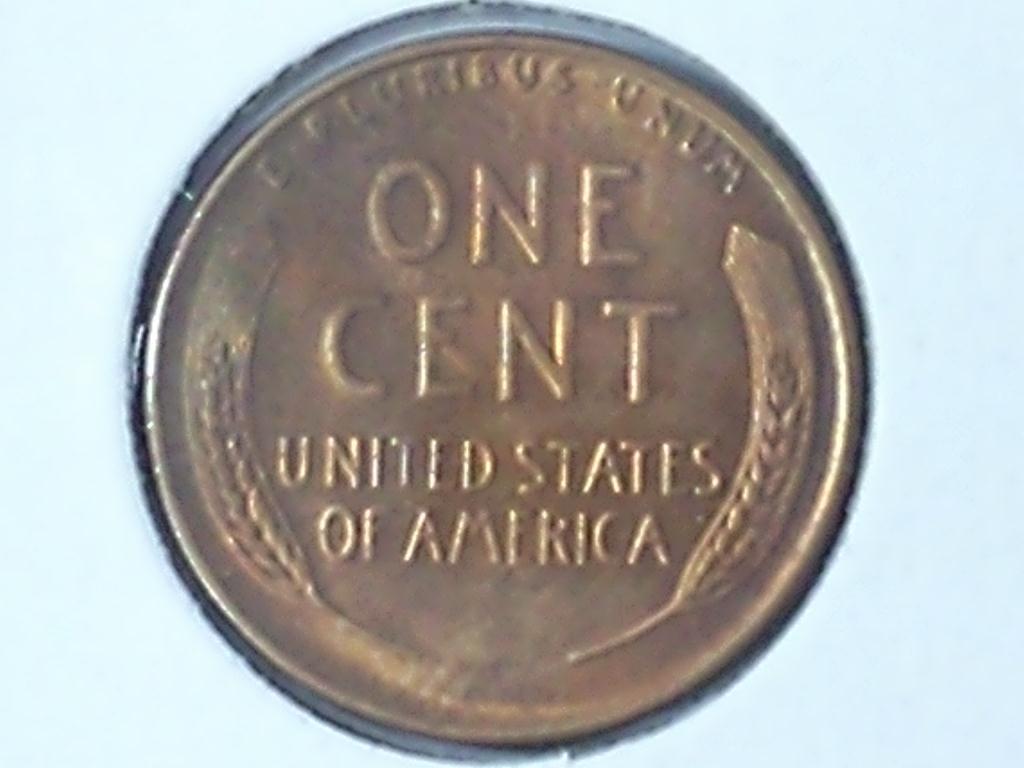 E · PLURIBUS · UNUM
ONE
CENT
UNITED STATES
OF AMERICA